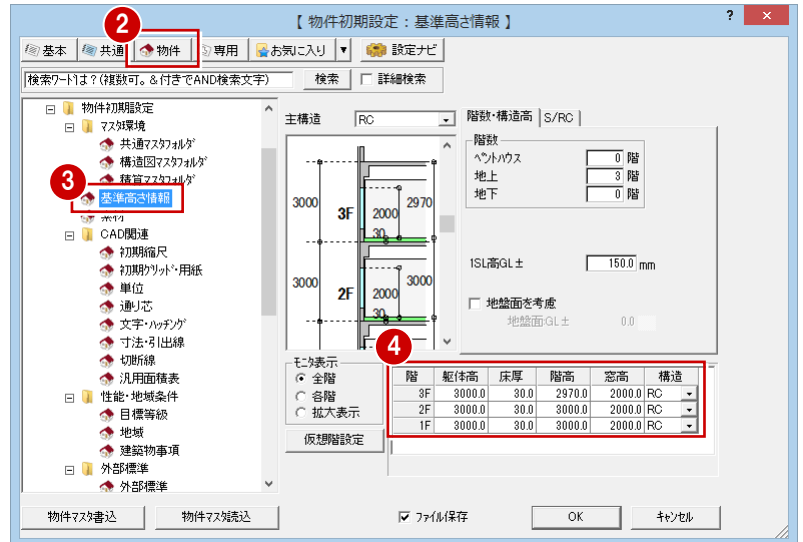 【 物件初期設定：基準高さ情報 】
? ×
2
基本 共通 物件 専用 お気に入り ▼ 設定ナビ
検索ワードは？(複数可。＆付きでAND検索文字) 検索 詳細検索
物件初期設定
マスタ環境
共通マスタフォルダ
構造図マスタフォルダ
積算マスタフォルダ
3
基準高さ情報
素材
CAD関連
初期縮尺
初期グリッド・用紙
単位
通り芯
文字・ハッチング
寸法・引出線
切断線
汎用面積表
性能・地域条件
目標等級
地域
建築物事項
外部標準
外部標準
主構造 RC
3000 3F 2000 2970
30
3000 2F 2000 3000
30
階数・構造高 S/RC
階数
ペントハウス 0 階
地上 3 階
地下 0 階
1SL高GL± 150.0 mm
地盤面を考慮
地盤面:GL± 0.0
モニタ表示
全階
各階
拡大表示
仮想階設定
4
階 躯体高 床厚 階高 窓高 構造
3F 3000.0 30.0 2970.0 2000.0 RC
2F 3000.0 30.0 3000.0 2000.0 RC
1F 3000.0 30.0 3000.0 2000.0 RC
物件マスタ書込 物件マスタ読込 ファイル保存 OK キャンセル